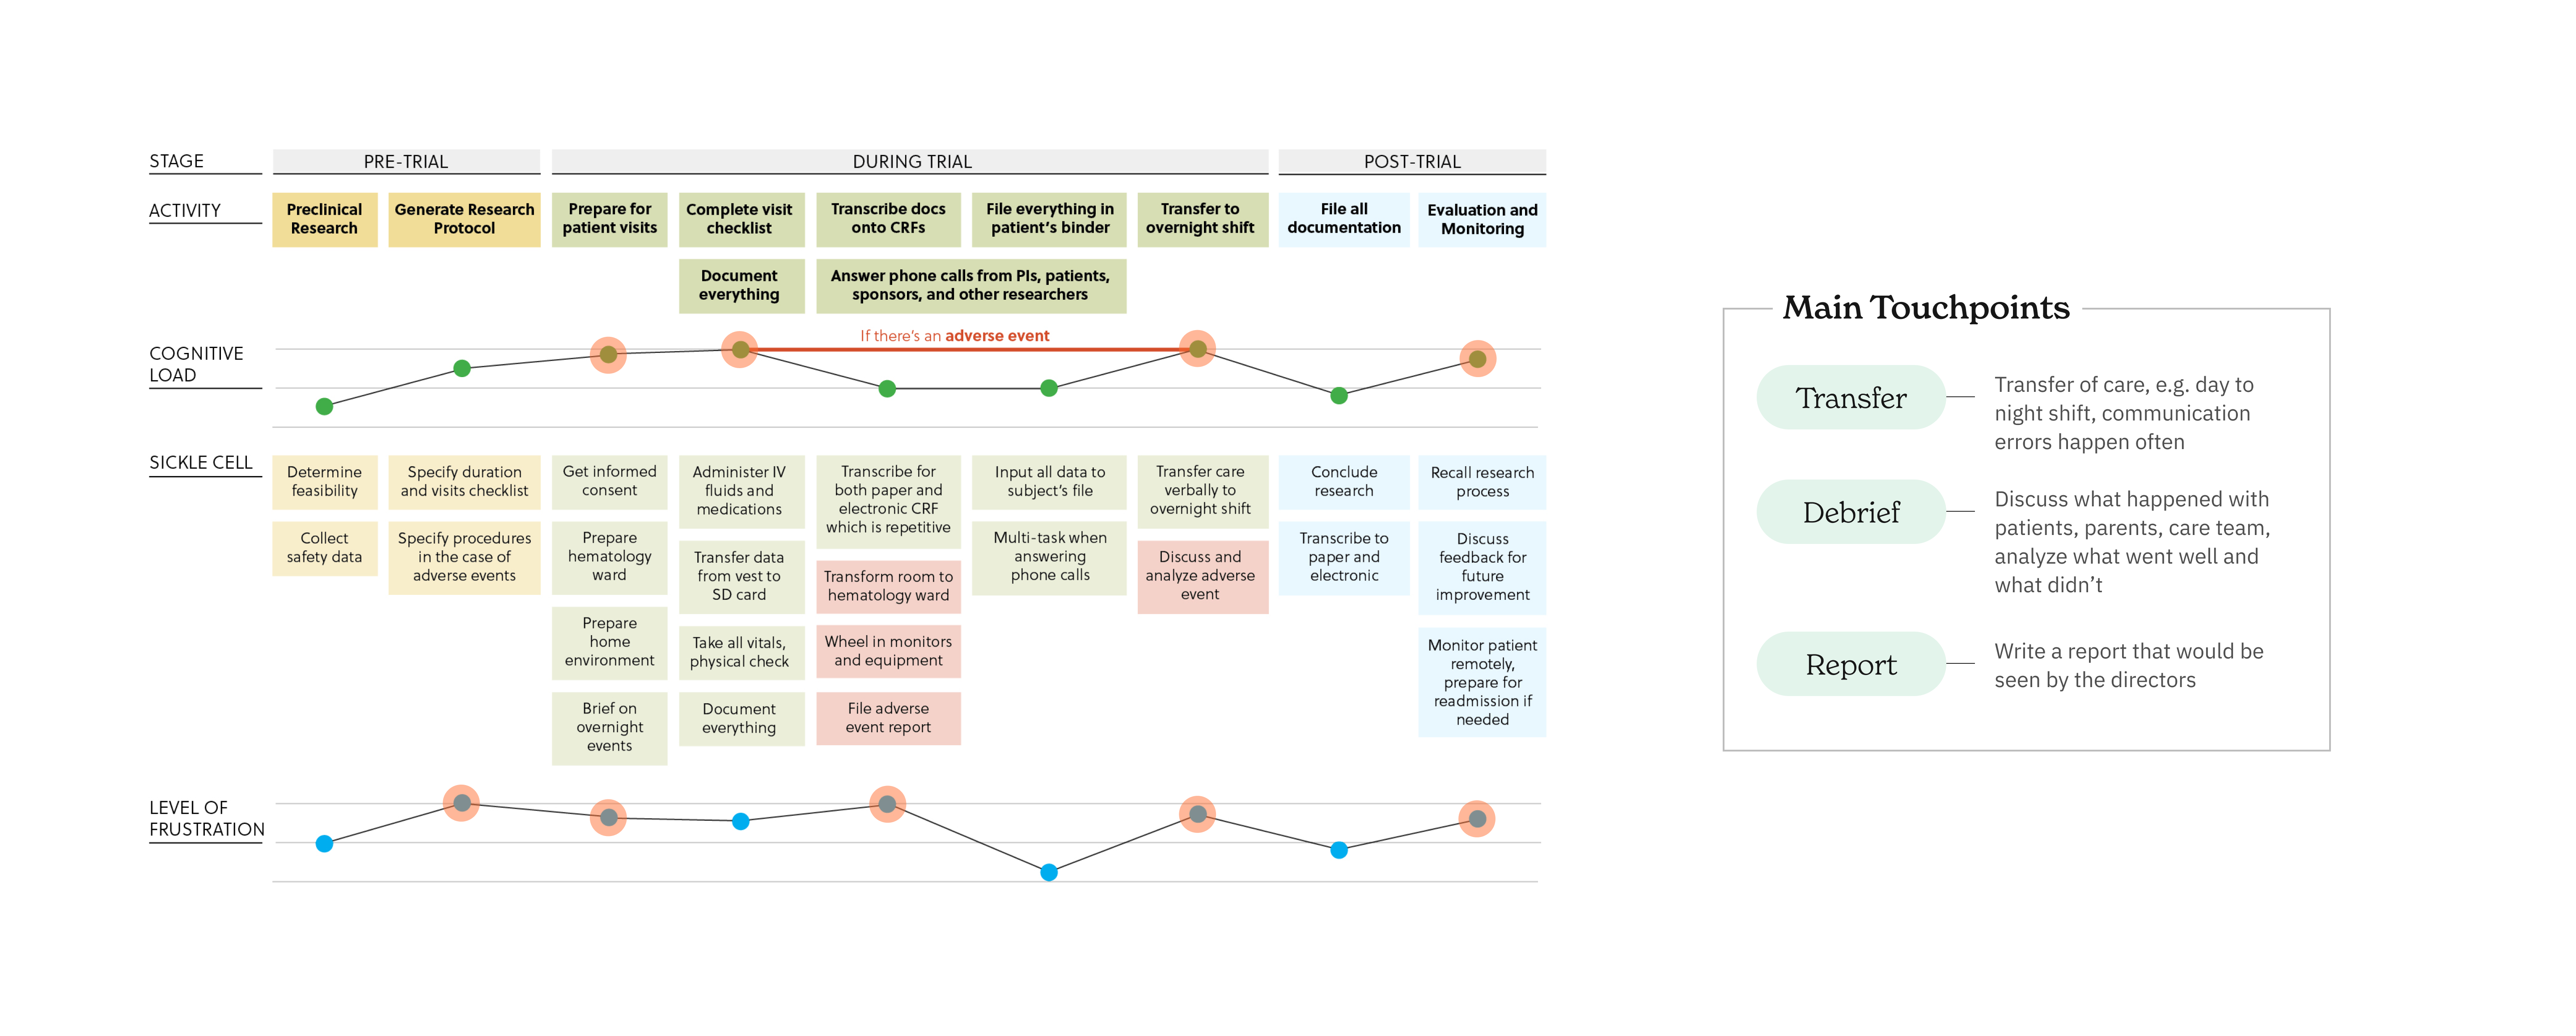 STAGE
PRE-TRIAL
DURING TRIAL
POST-TRIAL
ACTIVITY
Preclinical
Research
Generate Research
Protocol
Prepare for
patient visits
Complete visit
checklist
Transcribe docs
onto CRFs
File everything in
patient's binder
Transfer to
overnight shift
File all
documentation
Evaluation and
Monitoring
Document
everything
Answer phone calls from PIs, patients,
sponsors, and other researchers
COGNITIVE
LOAD
If there's an adverse event
SICKLE CELL
Determine
feasibility
Collect
safety data
Specify duration
and visits checklist
Specify procedures
in the case of
adverse events
Get informed
consent
Prepare
hematology
ward
Prepare
home
environment
Brief on
overnight
events
Administer IV
fluids and
medications
Transfer data
from vest to
SD card
Take all vitals,
physical check
Document
everything
Transcribe for
both paper and
electronic CRF
which is repetitive
Transform room to
hematology ward
Wheel in monitors
and equipment
File adverse
event report
Input all data to
subject's file
Multi-task when
answering
phone calls
Transfer care
verbally to
overnight shift
Discuss and
analyze adverse
event
Conclude
research
Transcribe to
paper and
electronic
Recall research
process
Discuss
feedback for
future
improvement
Monitor patient
remotely,
prepare for
readmission if
needed
LEVEL OF
FRUSTRATION
Main Touchpoints
Transfer
Transfer of care, e.g. day to
night shift, communication
errors happen often
Debrief
Discuss what happened with
patients, parents, care team,
analyze what went well and
what didn't
Report
Write a report that would be
seen by the directors